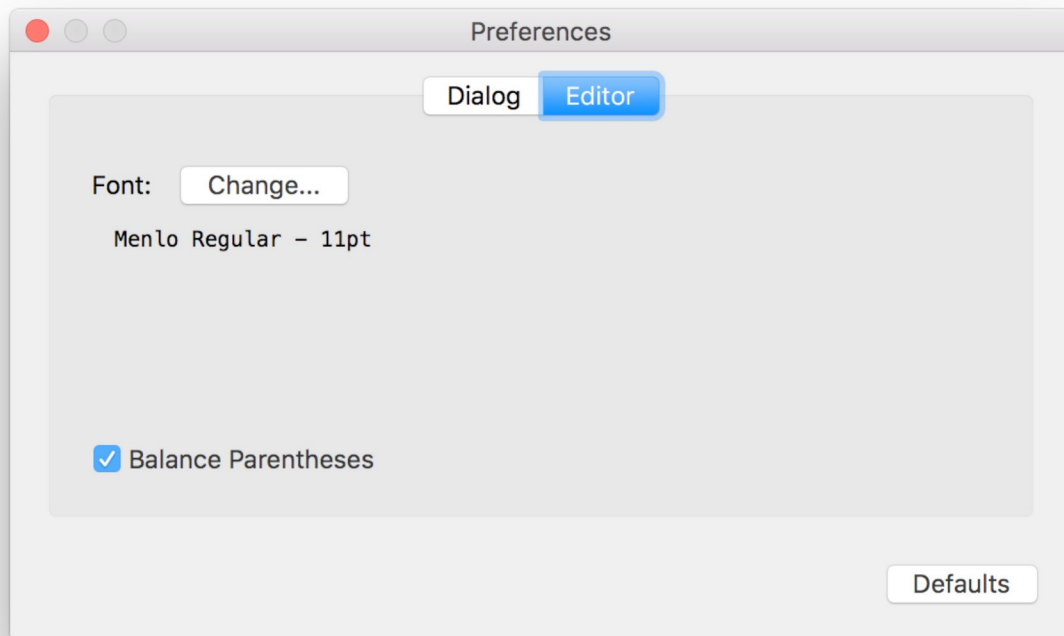 Preferences
Dialog Editor
Font: Change...
Menlo Regular – 11pt
Balance Parentheses
Defaults